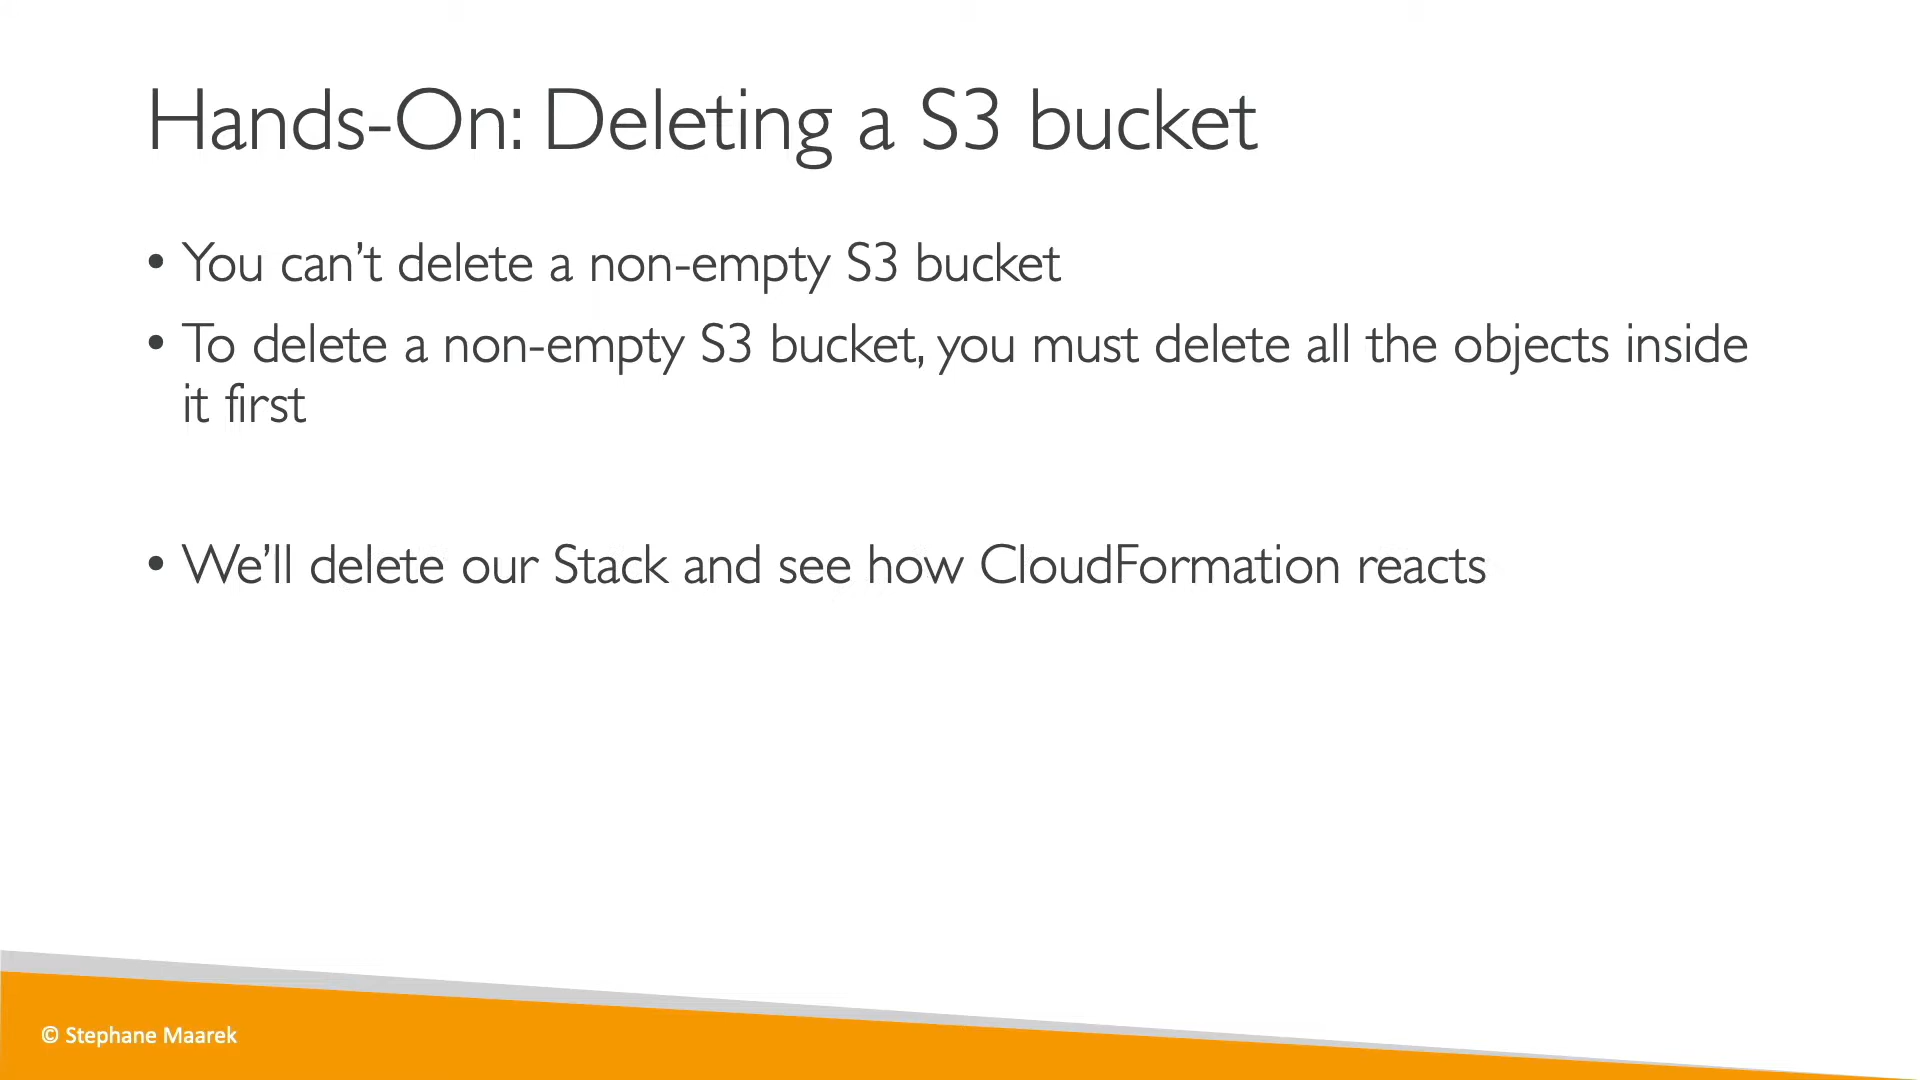 Hands-On: Deleting a S3 bucket
• You can’t delete a non-empty S3 bucket
• To delete a non-empty S3 bucket, you must delete all the objects inside
it first
• We’ll delete our Stack and see how CloudFormation reacts
© Stephane Maarek